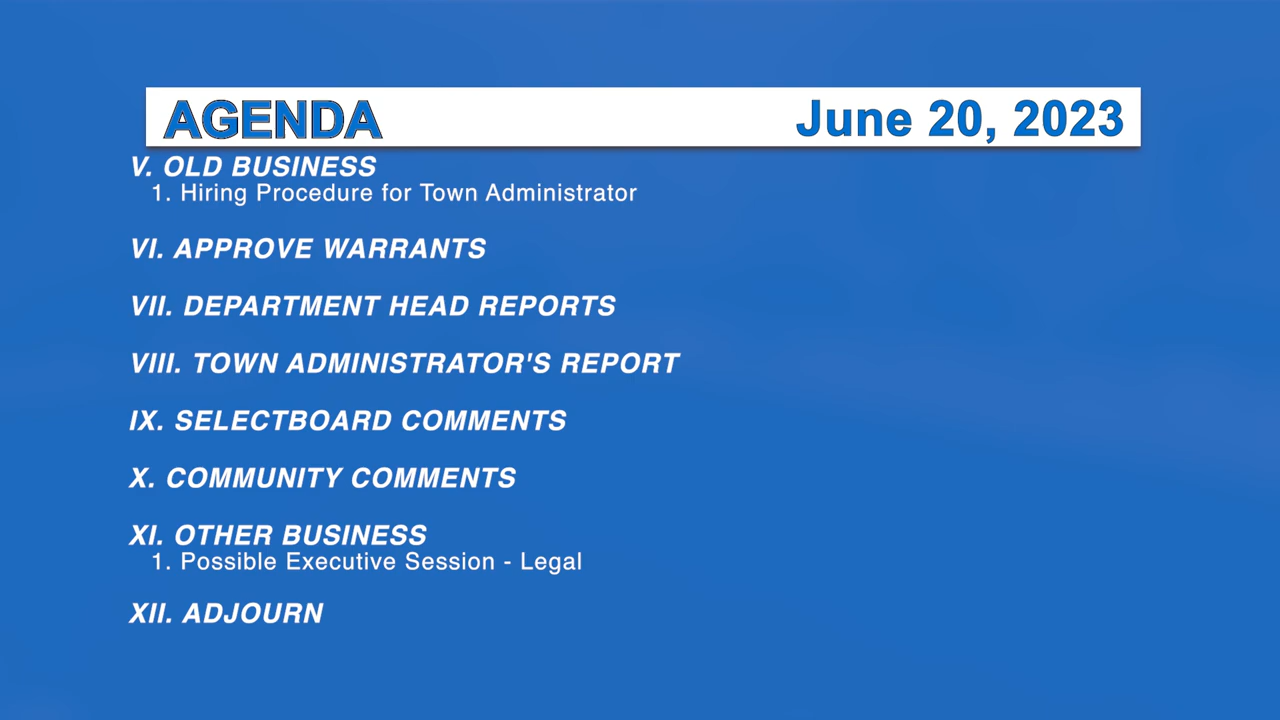 AGENDA
June 20, 2023
V. OLD BUSINESS
1. Hiring Procedure for Town Administrator
VI. APPROVE WARRANTS
VII. DEPARTMENT HEAD REPORTS
VIII. TOWN ADMINISTRATOR'S REPORT
IX. SELECTBOARD COMMENTS
X. COMMUNITY COMMENTS
XI. OTHER BUSINESS
1. Possible Executive Session - Legal
XII. ADJOURN